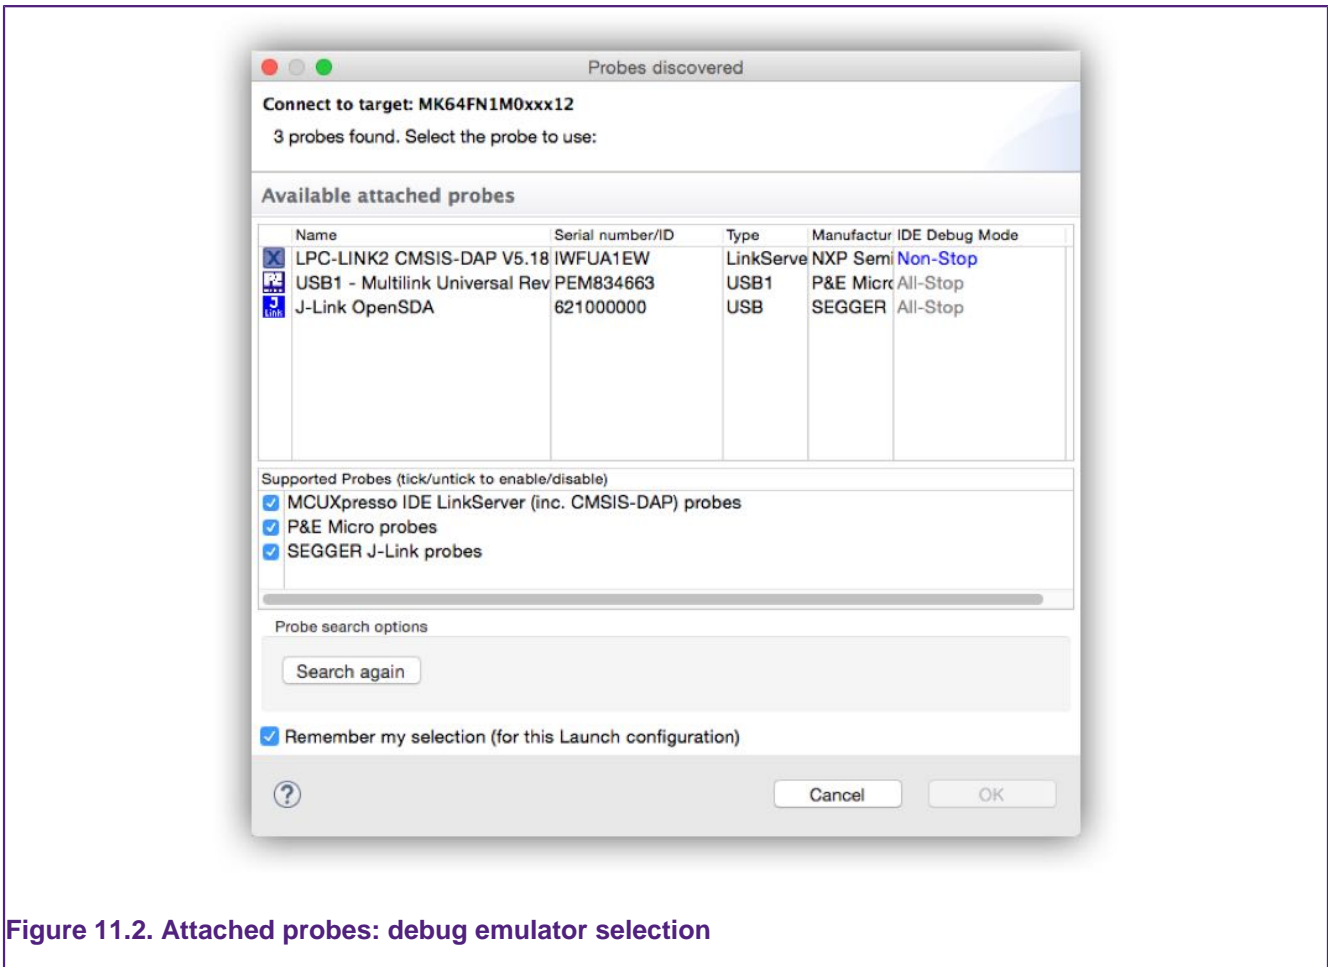 Probes discovered
Connect to target: MK64FN1M0xxx12
3 probes found. Select the probe to use:
Available attached probes
Name Serial number/ID Type Manufactur IDE Debug Mode
LPC-LINK2 CMSIS-DAP V5.18 IWFUA1EW LinkServe NXP Semi Non-Stop
USB1 - Multilink Universal Rev PEM834663 USB1 P&E Micro All-Stop
J-Link OpenSDA 621000000 USB SEGGER All-Stop
Supported Probes (tick/untick to enable/disable)
MCUXpresso IDE LinkServer (inc. CMSIS-DAP) probes
P&E Micro probes
SEGGER J-Link probes
Probe search options
Search again
Remember my selection (for this Launch configuration)
? Cancel OK
Figure 11.2. Attached probes: debug emulator selection